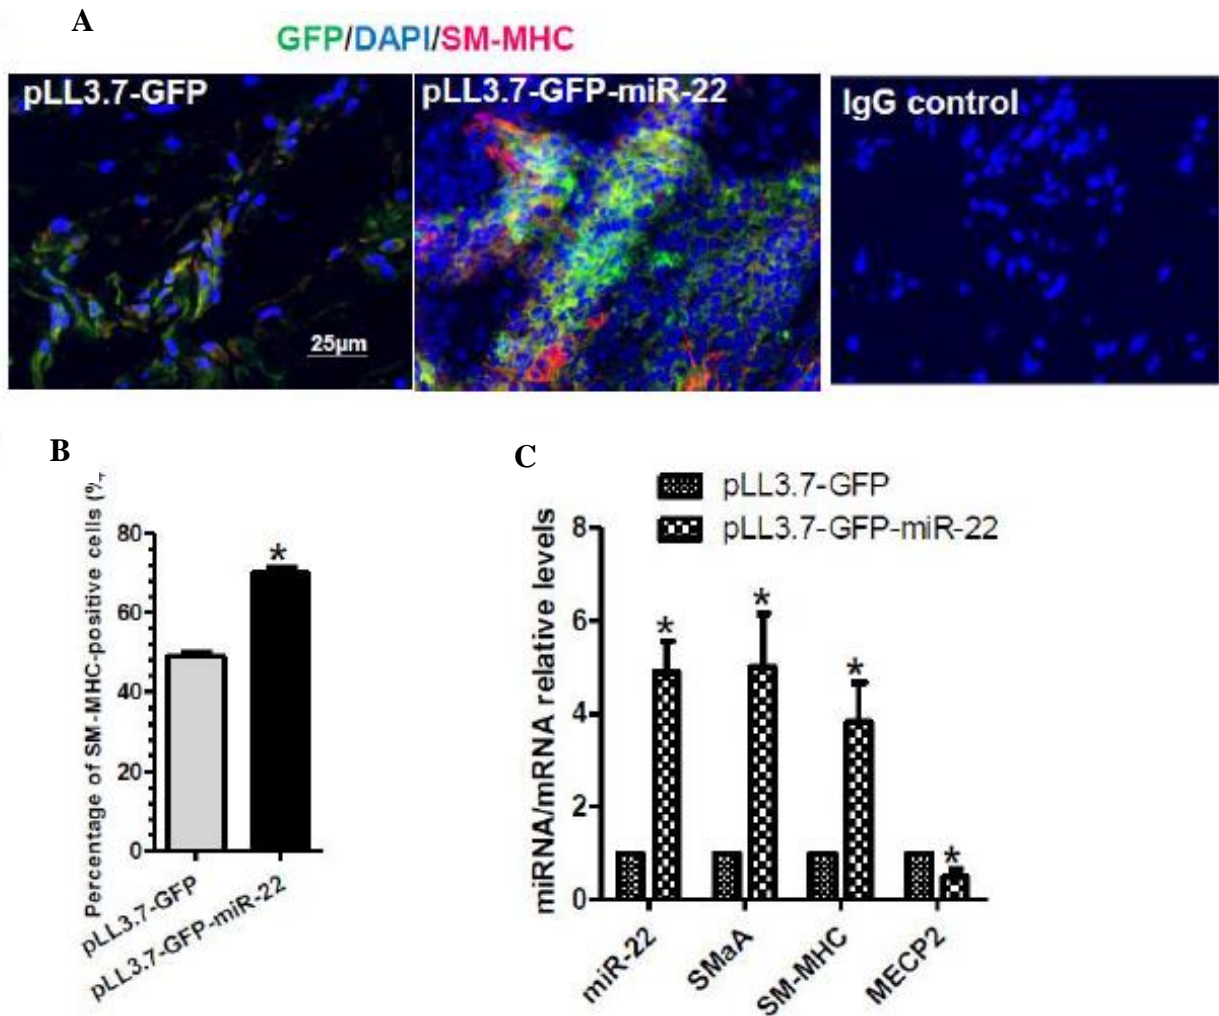 A
GFP/DAPI/SM-MHC
pLL3.7-GFP
pLL3.7-GFP-miR-22
IgG control
25µm
B
Percentage of SM-MHC-positive cells (%
80
60
40
20
0
*
pLL3.7-GFP
pLL3.7-GFP-miR-22
C
pLL3.7-GFP
pLL3.7-GFP-miR-22
miRNA/mRNA relative levels
8
6
4
2
0
*
*
*
*
miR-22
SMaA
SM-MHC
MECP2